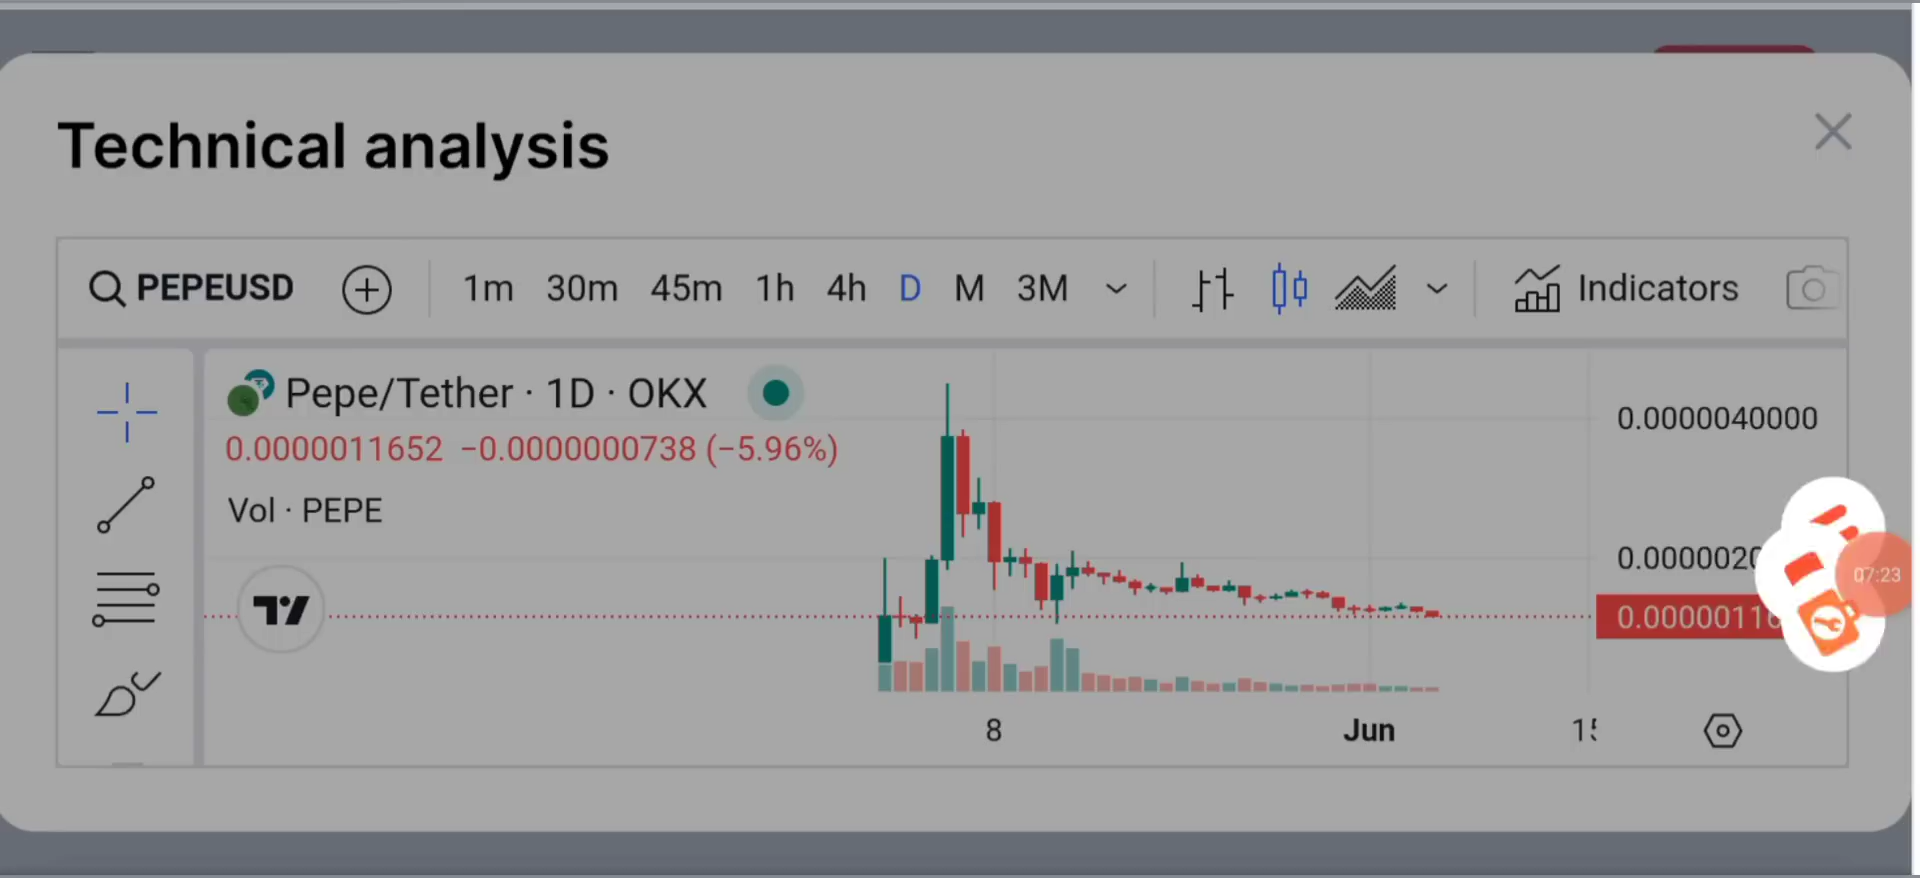 Technical analysis
PEPEUSD 1m 30m 45m 1h 4h D M 3M Indicators
Pepe/Tether · 1D · OKX
0.0000011652 −0.0000000738 (−5.96%)
Vol · PEPE
0.0000040000
07:23
8 Jun